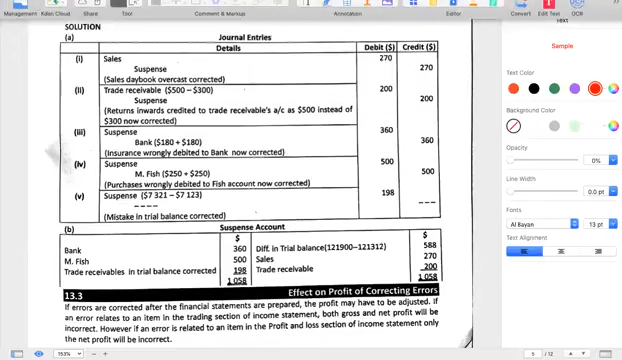 Management Kdan Cloud Share Tool Comment & Markup Annotation Editor Convert Edit Text OCR
SOLUTION
Text
(a) Journal Entries
Sample
Details Debit ($) Credit ($)
(i) Sales 270
Suspense 270
(Sales daybook overcast corrected)
Text Color
(ii) Trade receivable ($500 – $300) 200
Suspense 200
(Returns inwards credited to trade receivable's a/c as $500 instead of
$300 now corrected)
Background Color
(iii) Suspense 360
Bank ($180 + $180) 360
(Insurance wrongly debited to Bank now corrected)
Opacity
0%
(iv) Suspense 500
M. Fish ($250 + $250) 500
(Purchases wrongly debited to Fish account now corrected)
Line Width
0.0 pt
(v) Suspense ($7 321 – $7 123) 198
---- ---
(Mistake in trial balance corrected)
Fonts
Al Bayan 13 pt
(b) Suspense Account
Text Alignment
$ $
Bank 360 Diff. in Trial balance(121900-121312) 588
M. Fish 500 Sales 270
Trade receivables in trial balance corrected 198 Trade receivable 200
1 058 1 058
13.3 Effect on Profit of Correcting Errors
If errors are corrected after the financial statements are prepared, the profit may have to be adjusted. If
an error relates to an item in the trading section of income statement, both gross and net profit will be
incorrect. However if an error is related to an item in the Profit and loss section of income statement only
the net profit will be incorrect.
153% 5 / 12